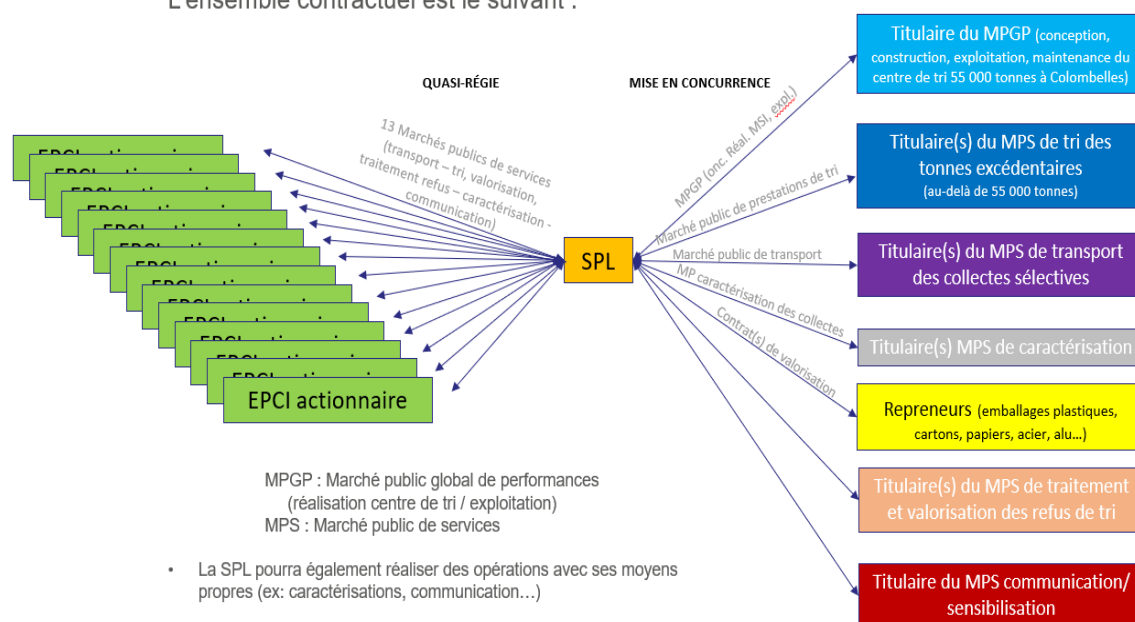 L'ensemble contractuel est le suivant :
QUASI-RÉGIE
MISE EN CONCURRENCE
13 Marchés publics de services
(transport – tri, valorisation,
traitement refus – caractérisation -
communication)
EPCI actionnaire
SPL
MPGP (onc. Réal. MSI, expl.)
Marché public de prestations de tri
Marché public de transport
MP caractérisation des collectes
Contrat(s) de valorisation
Titulaire du MPGP (conception,
construction, exploitation, maintenance du
centre de tri 55 000 tonnes à Colombelles)
Titulaire(s) du MPS de tri des
tonnes excédentaires
(au-delà de 55 000 tonnes)
Titulaire(s) du MPS de transport
des collectes sélectives
Titulaire(s) MPS de caractérisation
Repreneurs (emballages plastiques,
cartons, papiers, acier, alu...)
Titulaire(s) du MPS de traitement
et valorisation des refus de tri
Titulaire du MPS communication/
sensibilisation
MPGP : Marché public global de performances
(réalisation centre de tri / exploitation)
MPS : Marché public de services
• La SPL pourra également réaliser des opérations avec ses moyens
propres (ex: caractérisations, communication…)